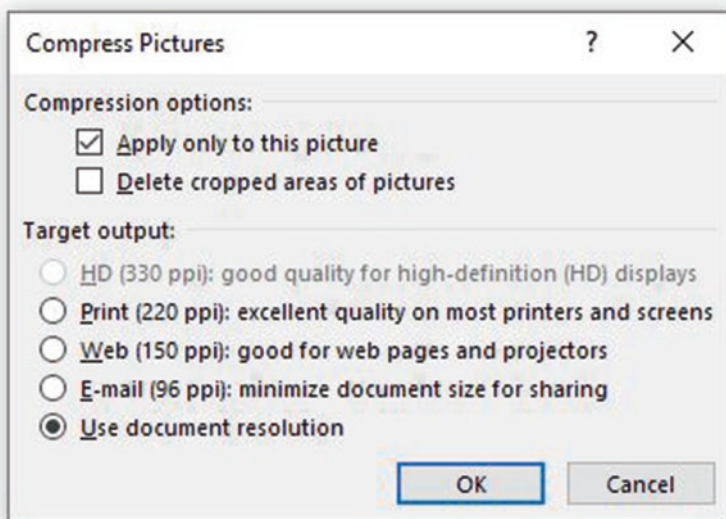 Compress Pictures ? ×
Compression options:
Apply only to this picture
Delete cropped areas of pictures
Target output:
HD (330 ppi): good quality for high-definition (HD) displays
Print (220 ppi): excellent quality on most printers and screens
Web (150 ppi): good for web pages and projectors
E-mail (96 ppi): minimize document size for sharing
Use document resolution
OK Cancel